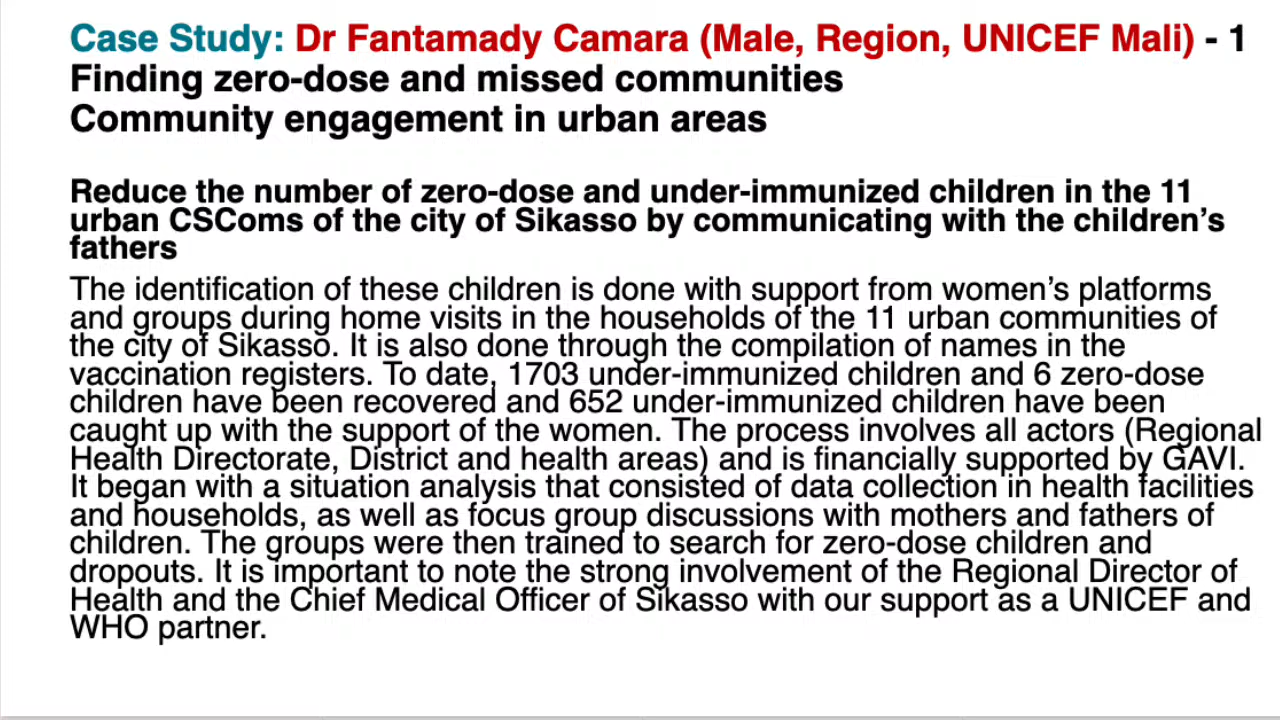 Case Study: Dr Fantamady Camara (Male, Region, UNICEF Mali) - 1
Finding zero-dose and missed communities
Community engagement in urban areas
Reduce the number of zero-dose and under-immunized children in the 11
urban CSComs of the city of Sikasso by communicating with the children’s
fathers
The identification of these children is done with support from women’s platforms
and groups during home visits in the households of the 11 urban communities of
the city of Sikasso. It is also done through the compilation of names in the
vaccination registers. To date, 1703 under-immunized children and 6 zero-dose
children have been recovered and 652 under-immunized children have been
caught up with the support of the women. The process involves all actors (Regional
Health Directorate, District and health areas) and is financially supported by GAVI.
It began with a situation analysis that consisted of data collection in health facilities
and households, as well as focus group discussions with mothers and fathers of
children. The groups were then trained to search for zero-dose children and
dropouts. It is important to note the strong involvement of the Regional Director of
Health and the Chief Medical Officer of Sikasso with our support as a UNICEF and
WHO partner.